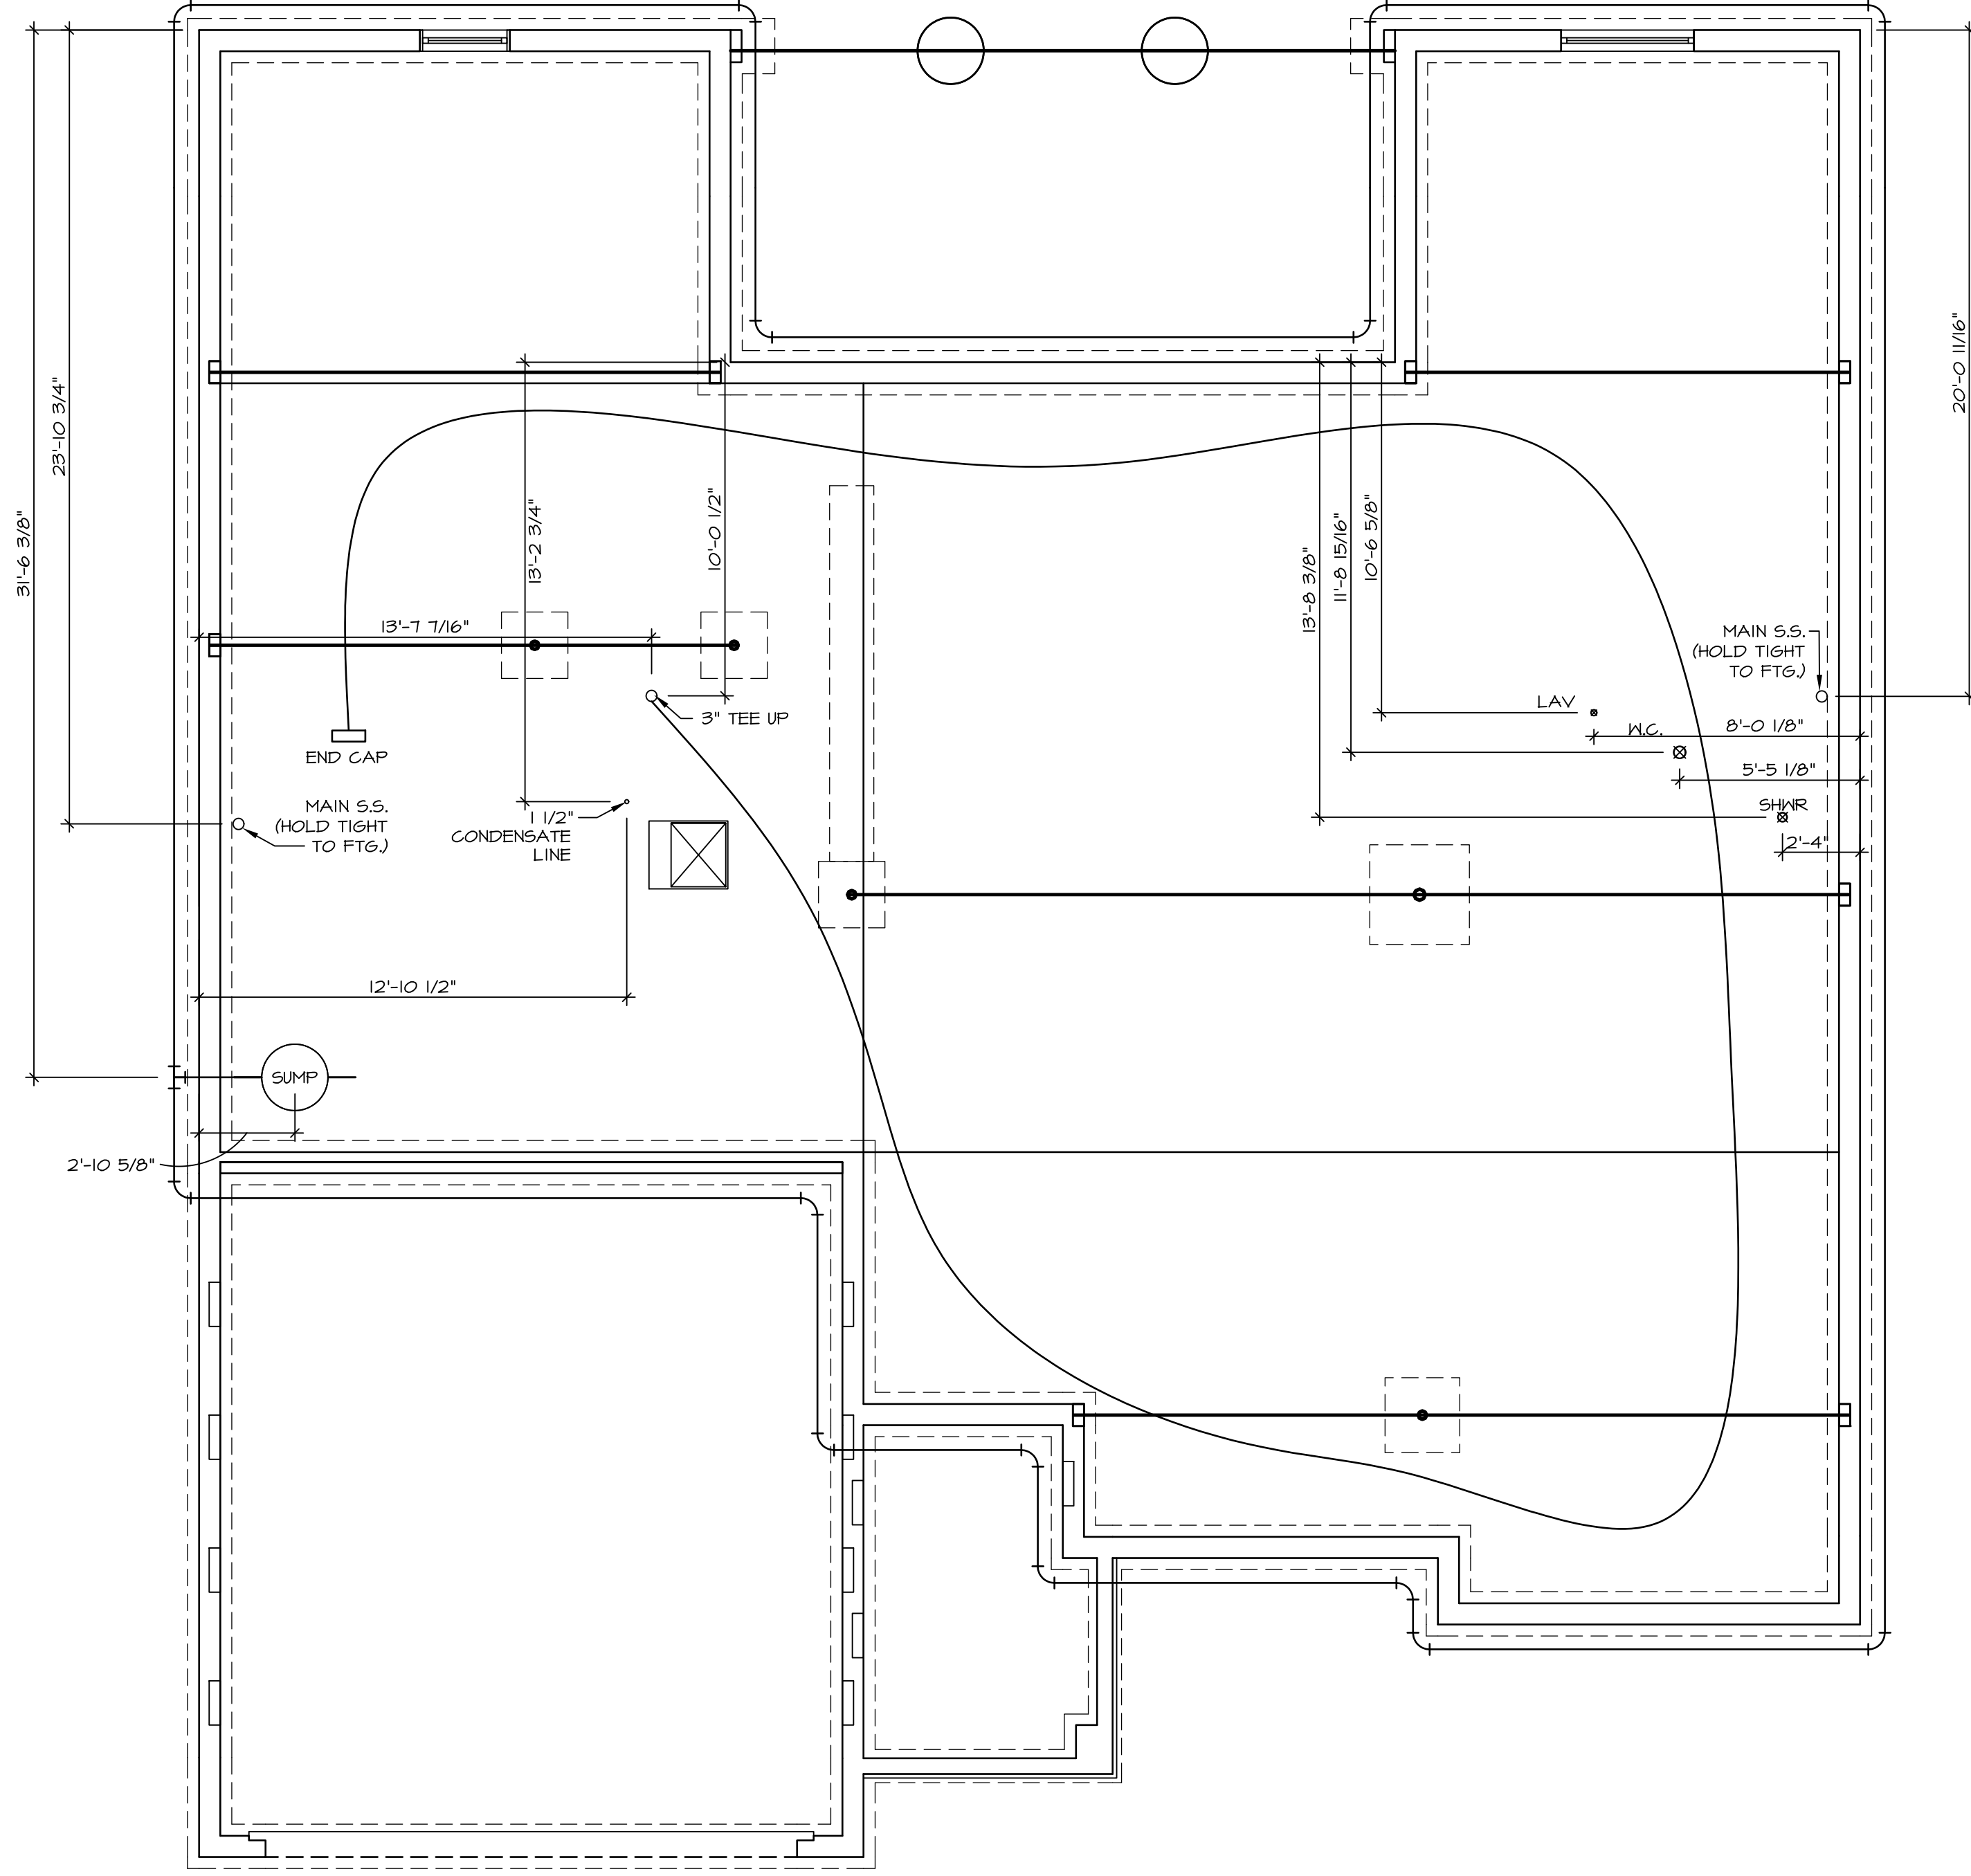 20'-0 11/16"
23'-10 3/4"
31'-6 3/8"
13'-2 3/4"
10'-0 1/2"
13'-8 3/8"
11'-8 15/16"
10'-6 5/8"
13'-7 7/16"
MAIN S.S.
(HOLD TIGHT
TO FTG.)
LAV
3" TEE UP
W.C.
8'-0 1/8"
END CAP
5'-5 1/8"
MAIN S.S.
(HOLD TIGHT
TO FTG.)
1 1/2"
CONDENSATE
LINE
SHWR
2'-4"
12'-10 1/2"
SUMP
2'-10 5/8"